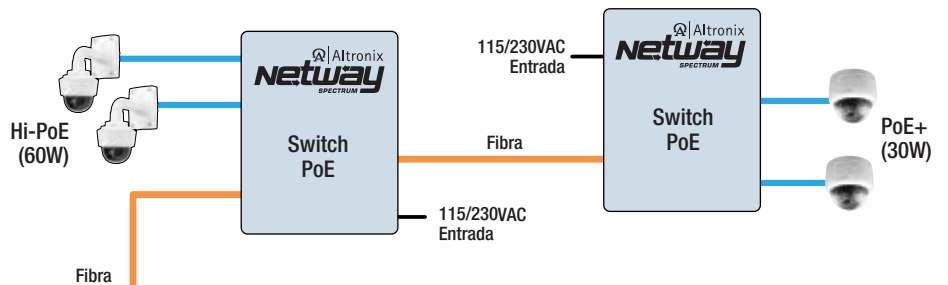 Altronix
Netway
SPECTRUM
Switch
PoE
Hi-PoE
(60W)
Fibra
115/230VAC
Entrada
Fibra
115/230VAC
Entrada
Altronix
Netway
SPECTRUM
Switch
PoE
PoE+
(30W)